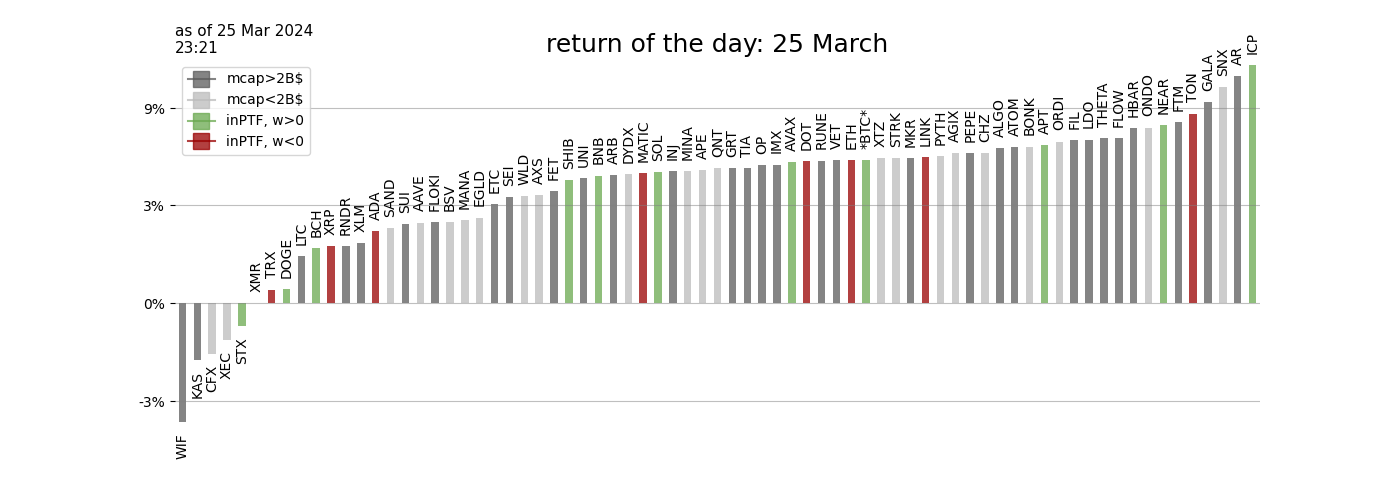 as of 25 Mar 2024
23:21
return of the day: 25 March
mcap>2B$
mcap<2B$
inPTF, w>0
inPTF, w<0
9%
3%
0%
-3%
WIF
KAS
CFX
XEC
STX
XMR
TRX
DOGE
LTC
BCH
XRP
RNDR
XLM
ADA
SAND
SUI
AAVE
FLOKI
BSV
MANA
EGLD
ETC
SEI
WLD
AXS
FET
SHIB
UNI
BNB
ARB
DYDX
MATIC
SOL
INJ
MINA
APE
QNT
GRT
TIA
OP
IMX
AVAX
DOT
RUNE
VET
ETH
*BTC*
XTZ
STRK
MKR
LINK
PYTH
AGIX
PEPE
CHZ
ALGO
ATOM
BONK
APT
ORDI
FIL
LDO
THETA
FLOW
HBAR
ONDO
NEAR
FTM
TON
GALA
SNX
AR
ICP